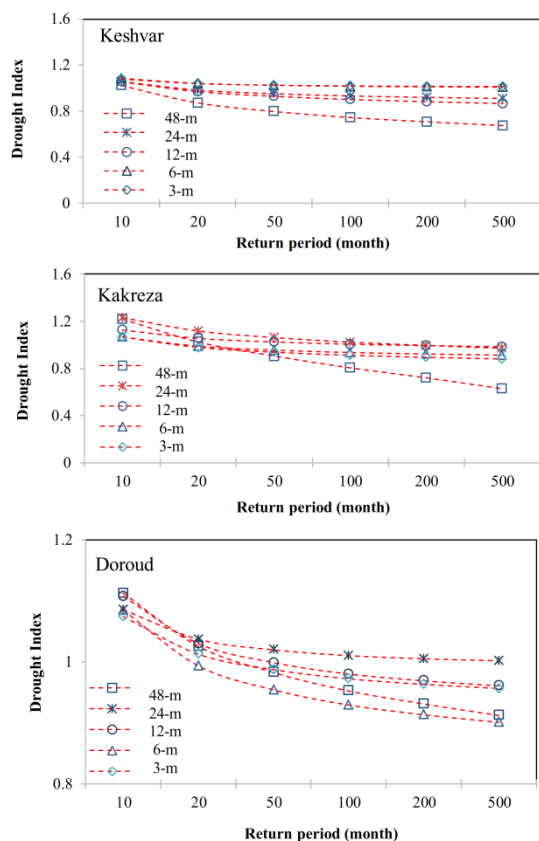 Keshvar
Drought Index
1.6
1.2
0.8
0.4
0
48-m
24-m
12-m
6-m
3-m
10 20 50 100 200 500
Return period (month)
Kakreza
Drought Index
1.6
1.2
0.8
0.4
0
48-m
24-m
12-m
6-m
3-m
10 20 50 100 200 500
Return period (month)
Doroud
Drought Index
1.2
1
0.8
48-m
24-m
12-m
6-m
3-m
10 20 50 100 200 500
Return period (month)